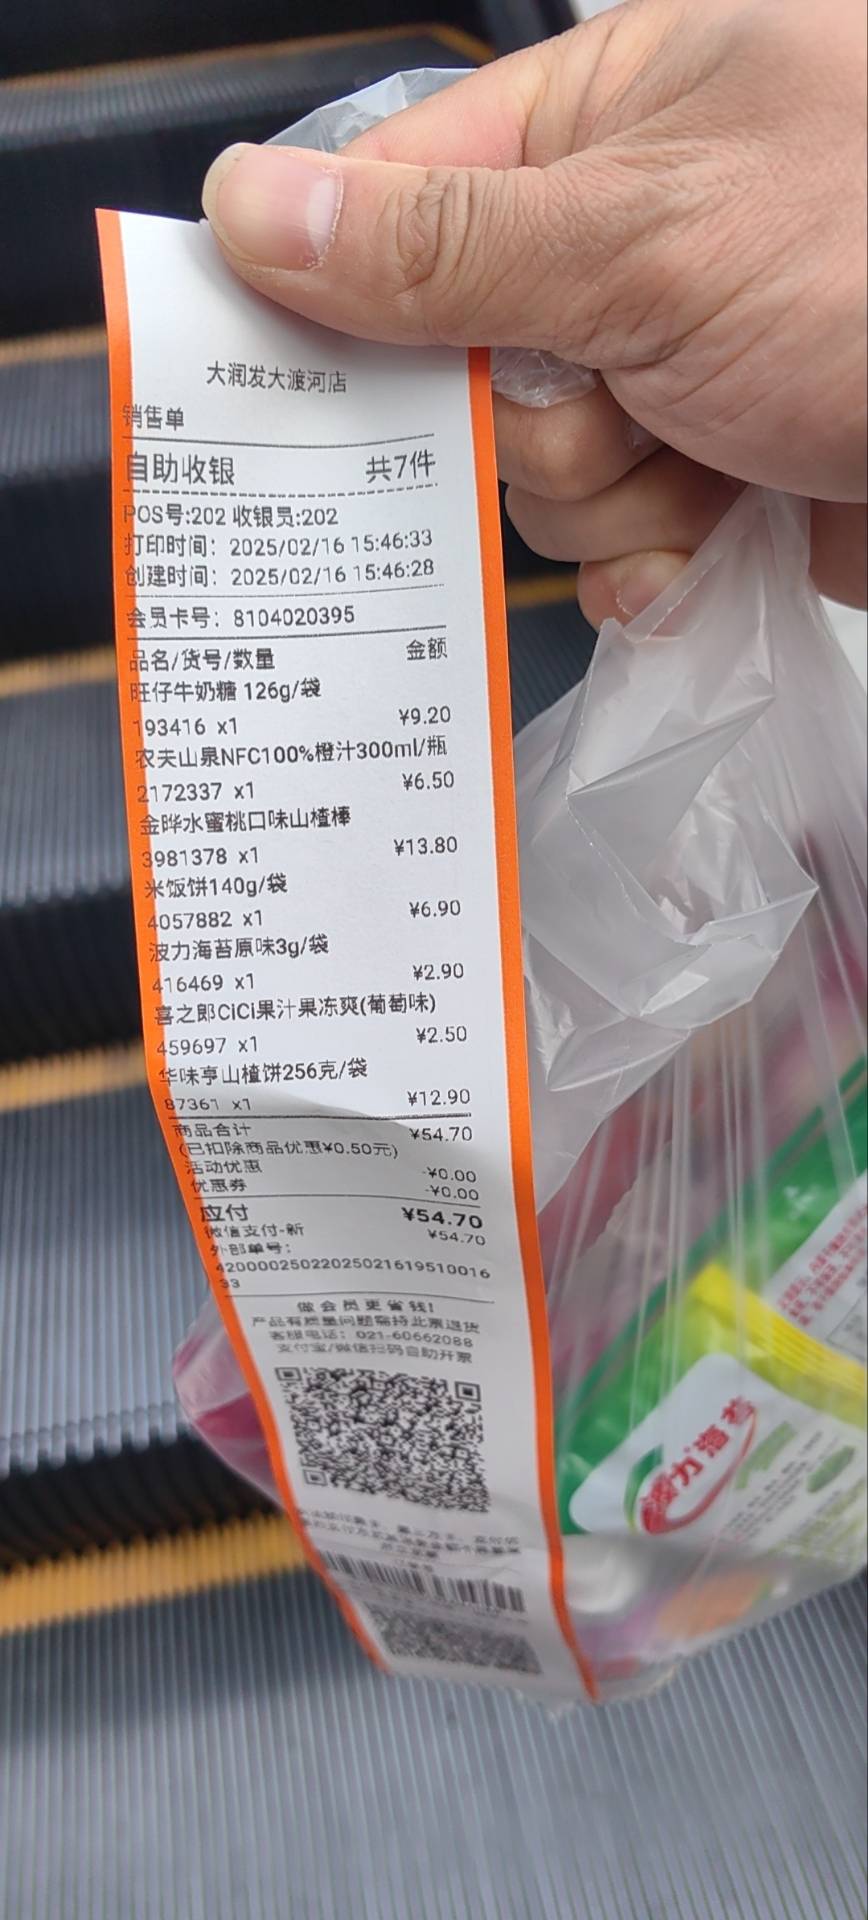 大润发大渡河店
销售单
自助收银 共7件
POS号:202 收银员:202
打印时间: 2025/02/16 15:46:33
创建时间: 2025/02/16 15:46:28
会员卡号: 8104020395
品名/货号/数量 金额
旺仔牛奶糖 126g/袋
193416 x1 ¥9.20
农夫山泉NFC100%橙汁300ml/瓶
2172337 x1 ¥6.50
金晔水蜜桃口味山楂棒
3981378 x1 ¥13.80
米饭饼140g/袋
4057882 x1 ¥6.90
波力海苔原味3g/袋
416469 x1 ¥2.90
喜之郎CiCi果汁果冻爽(葡萄味)
459697 x1 ¥2.50
华味亨山楂饼256克/袋
87361 x1 ¥12.90
商品合计 ¥54.70
(已扣除商品优惠¥0.50元)
活动优惠 -¥0.00
优惠券 -¥0.00
应付 ¥54.70
微信支付-新 ¥54.70
外部单号:
42000025022025021619510016
33
做会员更省钱!
产品有质量问题需持此票退货
客服电话: 021-60662088
支付宝/微信扫码自助开票
波力海苔